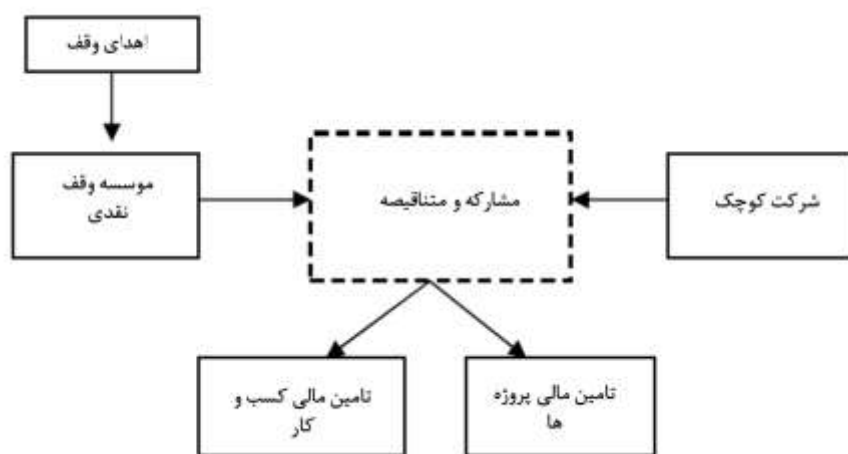 اهدای وقف
موسسه وقف
نقدی
مشارکه و متناقیصه
شرکت کوچک
تامین مالی پروژه
ها
تامین مالی کسب و
کار